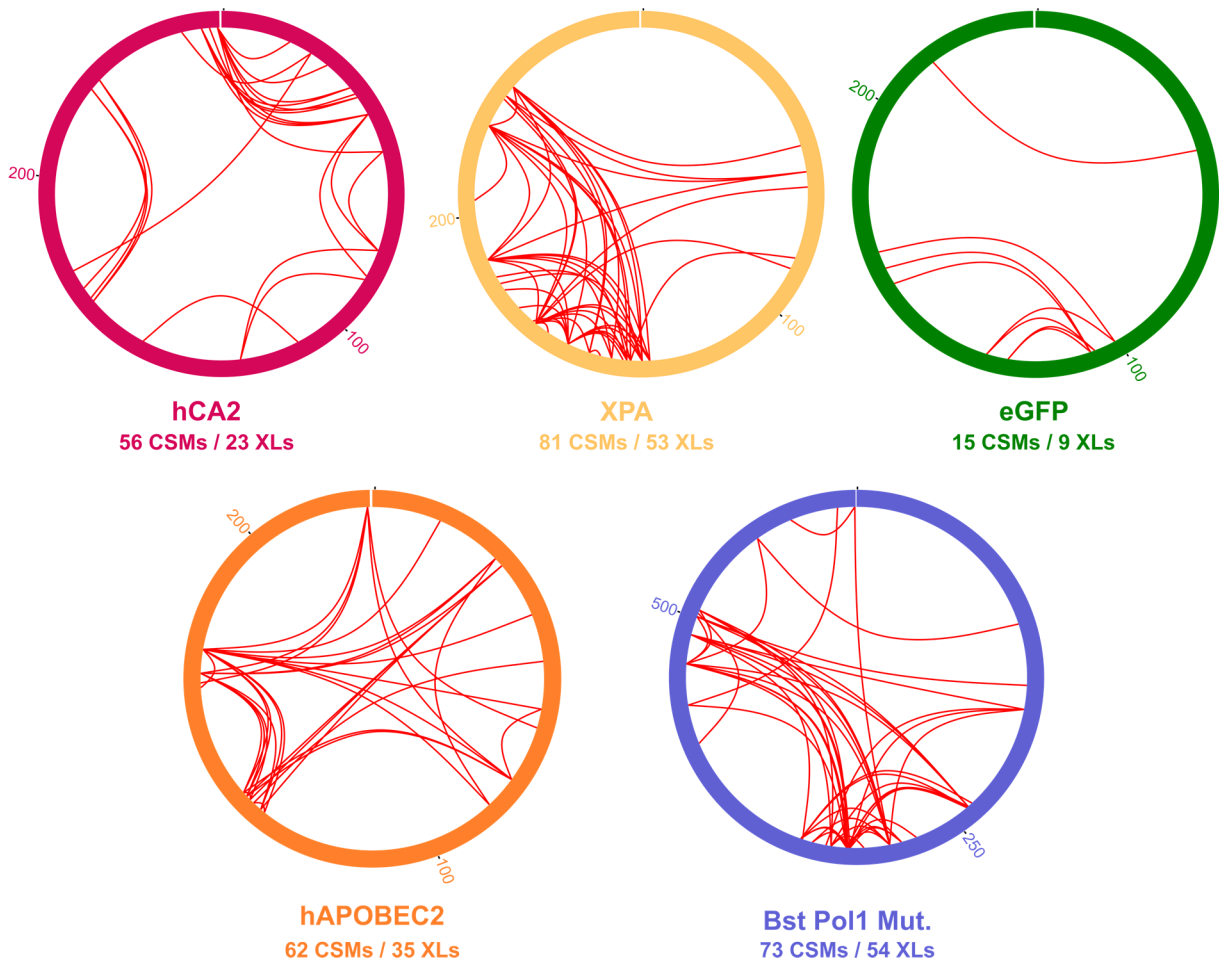 200
100
hCA2
56 CSMs / 23 XLs
200
100
XPA
81 CSMs / 53 XLs
200
100
eGFP
15 CSMs / 9 XLs
200
100
hAPOBEC2
62 CSMs / 35 XLs
500
250
Bst Pol1 Mut.
73 CSMs / 54 XLs